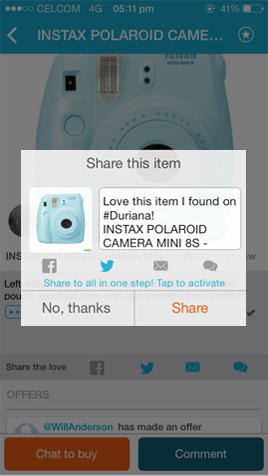 CELCOM 4G 05:11 pm 41%
INSTAX POLAROID CAME...
FUJIFILM
instax mini 8
Share this item
Love this item I found on
#Duriana!
INSTAX POLAROID
CAMERA MINI 8S -
Share to all in one step! Tap to activate
No, thanks
Share
Share the love
OFFERS
@WillAnderson has made an offer
Chat to buy
Comment